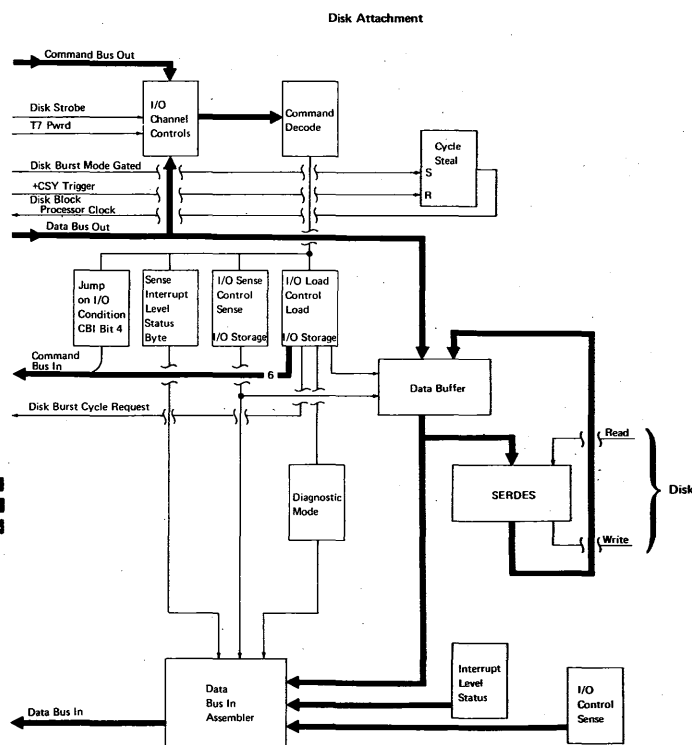 Disk Attachment
Command Bus Out
I/O
Channel
Controls
Command
Decode
Disk Strobe
T7 Pwrd
Cycle
Steal
S
R
Disk Burst Mode Gated
+CSY Trigger
Disk Block
Processor Clock
Data Bus Out
Jump
on I/O
Condition
CBI Bit 4
Sense
Interrupt
Level
Status
Byte
I/O Sense
Control
Sense
I/O Storage
I/O Load
Control
Load
I/O Storage
Command
Bus In
6
Data Buffer
Disk Burst Cycle Request
Read
SERDES
Disk
Write
Diagnostic
Mode
Data
Bus In
Assembler
Interrupt
Level
Status
I/O
Control
Sense
Data Bus In